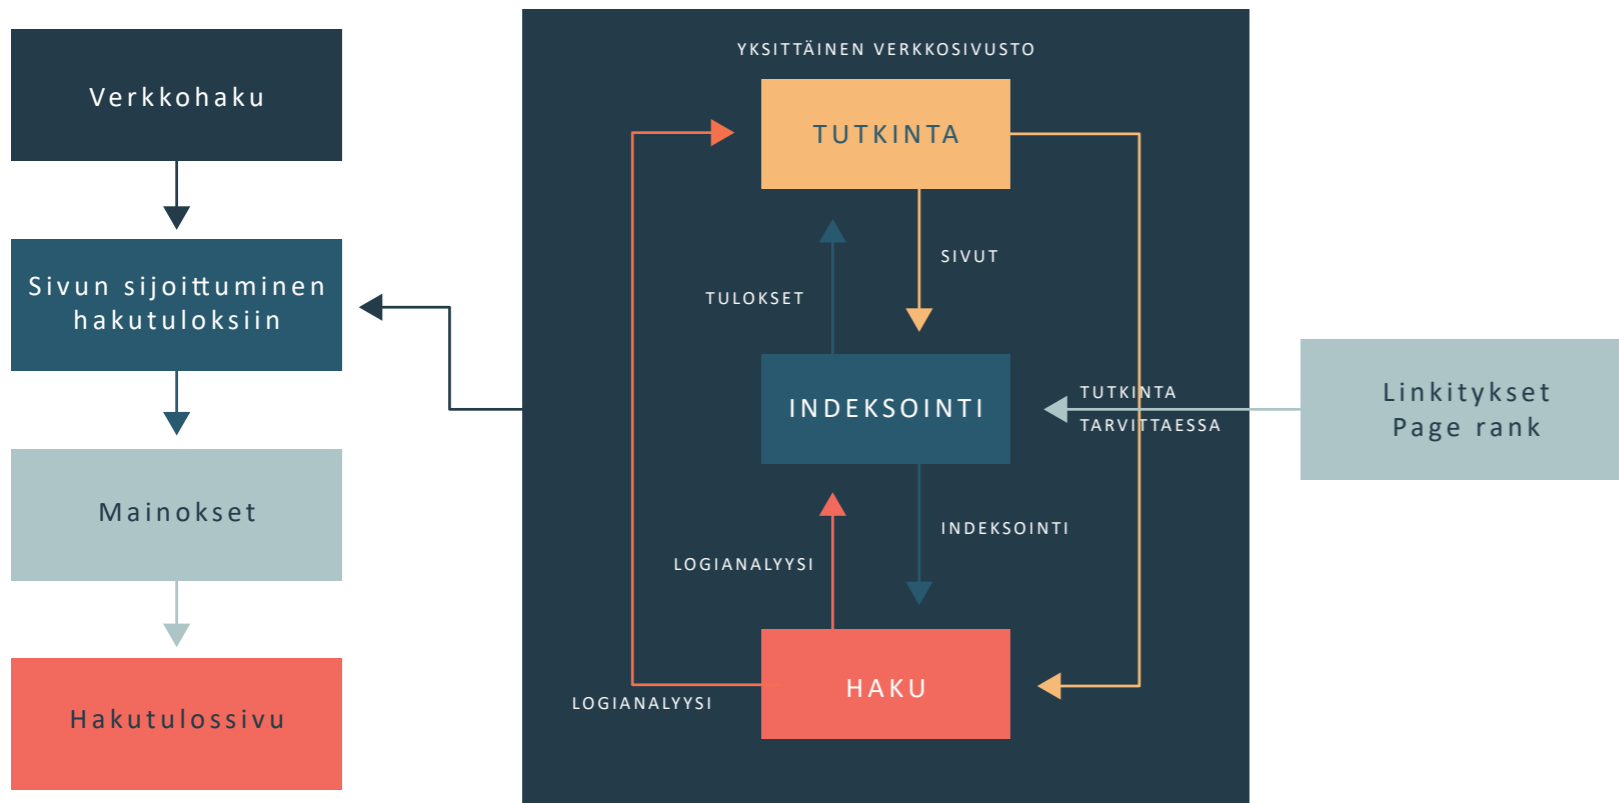 Verkkohaku
Sivun sijoittuminen
hakutuloksiin
Mainokset
Hakutulossivu
YKSITTÄINEN VERKKOSIVUSTO
TUTKINTA
SIVUT
TULOKSET
INDEKSOINTI
TUTKINTA
TARVITTAESSA
INDEKSOINTI
LOGIANALYYSI
HAKU
LOGIANALYYSI
Linkitykset
Page rank